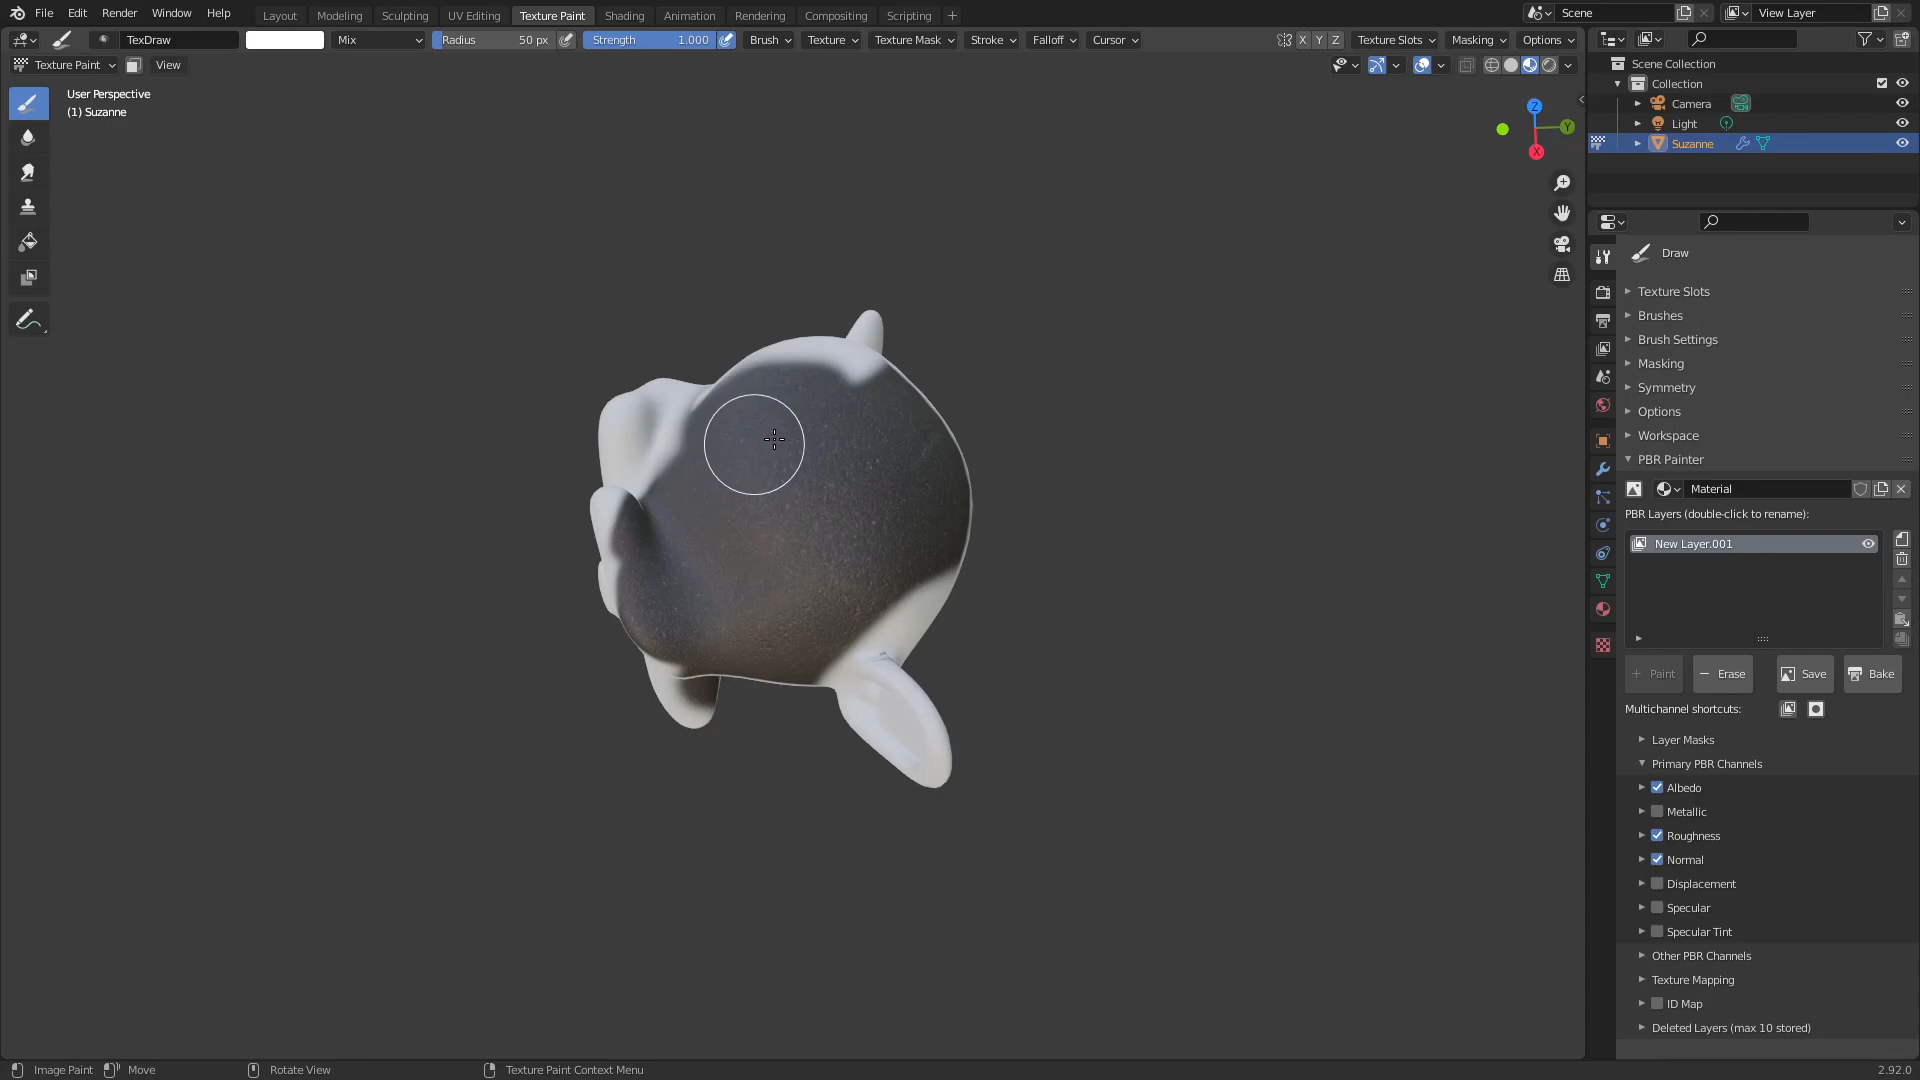 File Edit Render Window Help Layout Modeling Sculpting UV Editing Texture Paint Shading Animation Rendering Compositing Scripting + Scene View Layer
TexDraw Mix Radius 50 px Strength 1.000 Brush Texture Texture Mask Stroke Falloff Cursor X Y Z Texture Slots Masking Options
Texture Paint View
User Perspective
(1) Suzanne
Z
Y
X
Scene Collection
Collection
Camera
Light
Suzanne
Draw
Texture Slots
Brushes
Brush Settings
Masking
Symmetry
Options
Workspace
PBR Painter
Material
PBR Layers (double-click to rename):
New Layer.001
+ Paint
− Erase
Save
Bake
Multichannel shortcuts:
Layer Masks
Primary PBR Channels
Albedo
Metallic
Roughness
Normal
Displacement
Specular
Specular Tint
Other PBR Channels
Texture Mapping
ID Map
Deleted Layers (max 10 stored)
Image Paint Move Rotate View Texture Paint Context Menu 2.92.0